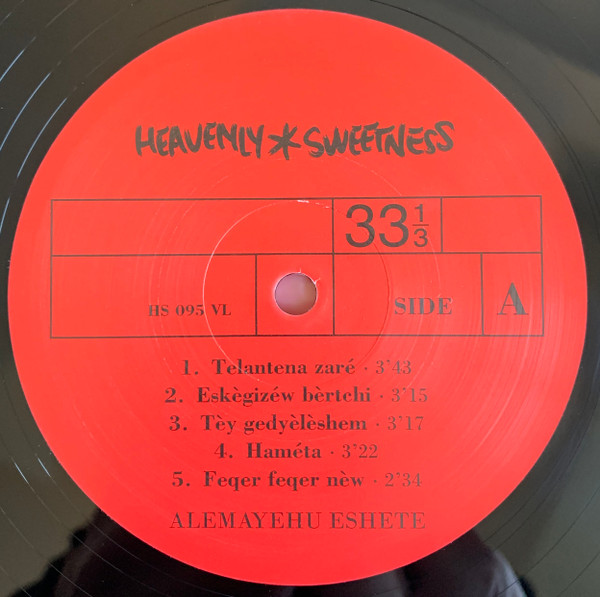 HEAVENLY * SWEETNESS
33 1/3
HS 095 VL SIDE A
1. Telantena zaré · 3'43
2. Eskègizéw bèrtchi · 3'15
3. Tèy gedyèlèshem · 3'17
4. Haméta · 3'22
5. Feqer feqer nèw · 2'34
ALEMAYEHU ESHETE